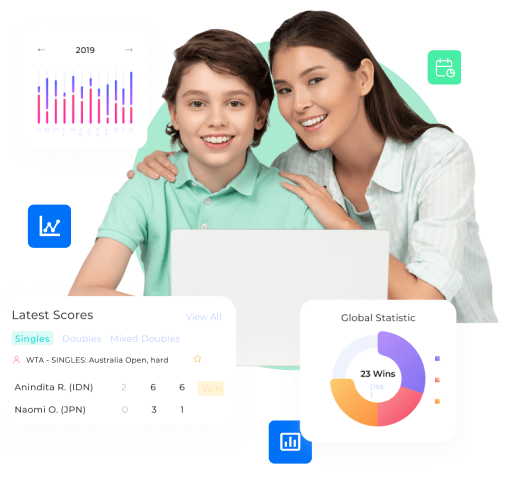 ← 2019 →
Latest Scores
View All
Singles Doubles Mixed Doubles
WTA - SINGLES: Australia Open, hard
Anindita R. (IDN) 2 6 6 WIN
Naomi O. (JPN) 0 3 1
Global Statistic
23 Wins